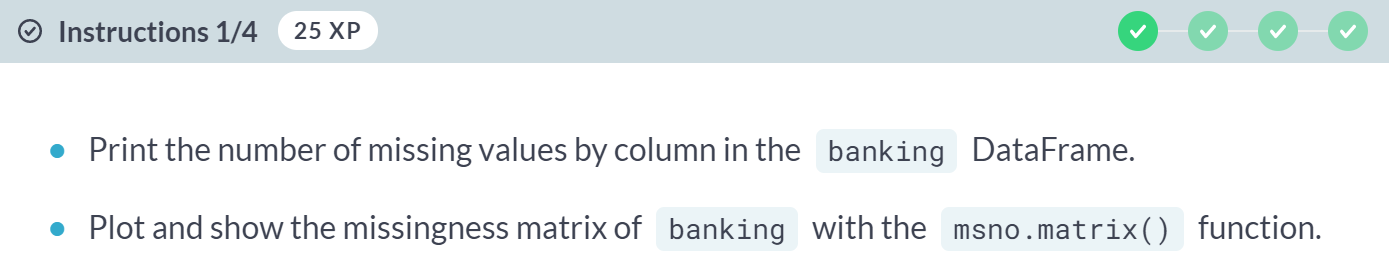 Instructions 1/4 25 XP
Print the number of missing values by column in the banking DataFrame.
Plot and show the missingness matrix of banking with the msno.matrix() function.